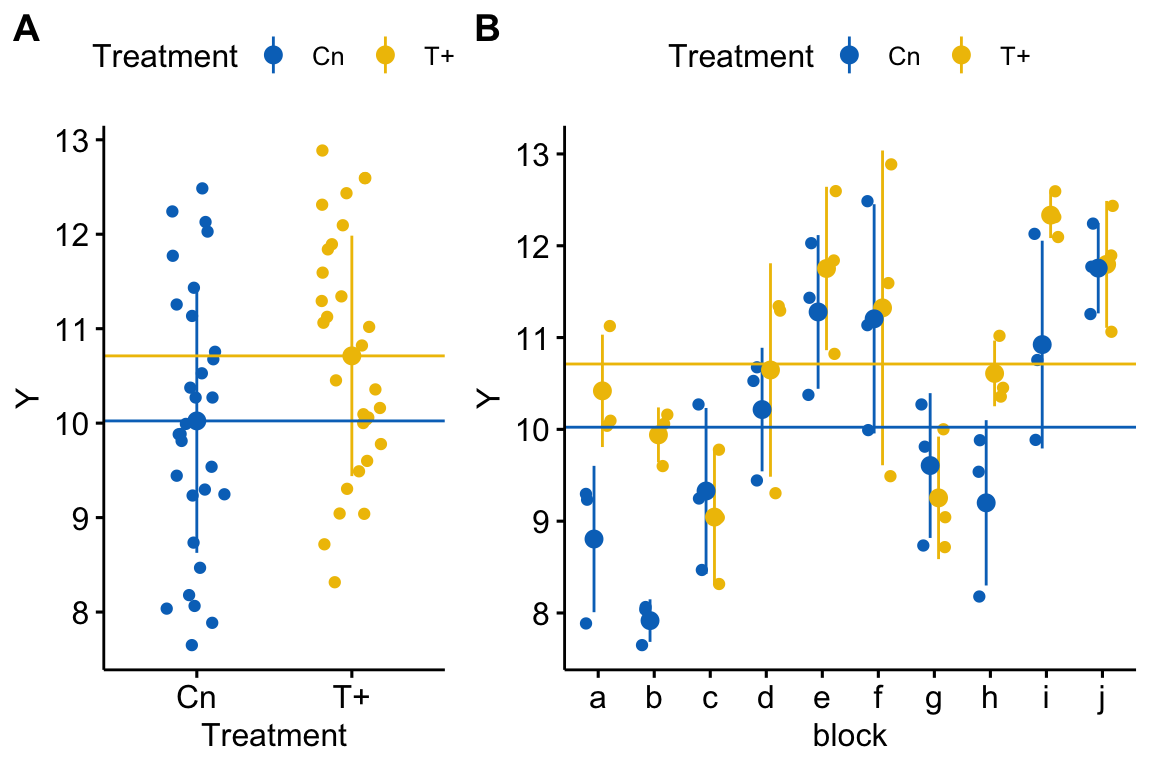 A
Treatment Cn T+
13
12
11
10
9
8
Y
Cn T+
Treatment
B
Treatment Cn T+
13
12
11
10
9
8
Y
a b c d e f g h i j
block